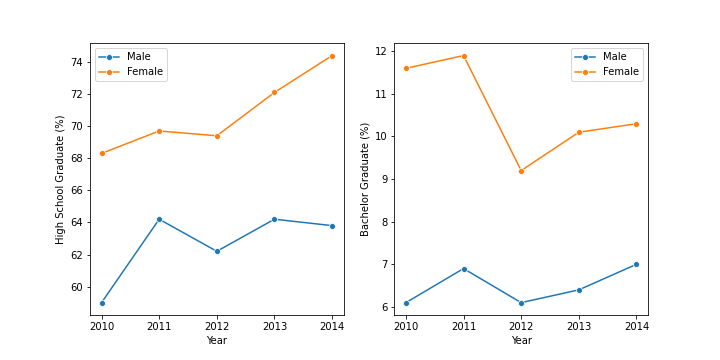 High School Graduate (%)
74
72
70
68
66
64
62
60
Male
Female
2010 2011 2012 2013 2014
Year
Bachelor Graduate (%)
12
11
10
9
8
7
6
Male
Female
2010 2011 2012 2013 2014
Year